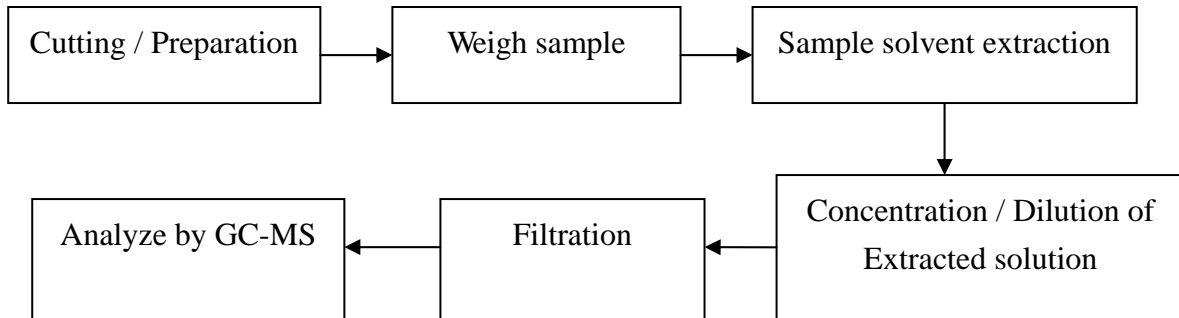 Cutting / Preparation
Weigh sample
Sample solvent extraction
Concentration / Dilution of
Extracted solution
Filtration
Analyze by GC-MS